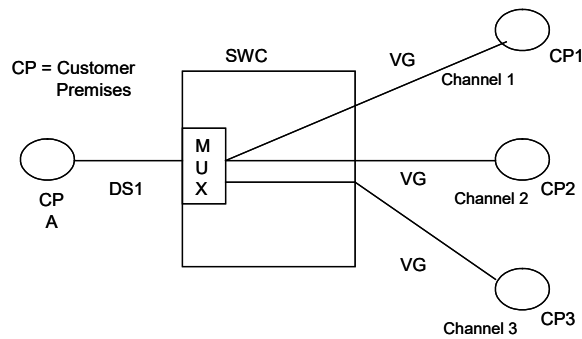 SWC
VG
CP1
Channel 1
CP = Customer
Premises
M
U
X
CP
A
DS1
VG
Channel 2
CP2
VG
CP3
Channel 3